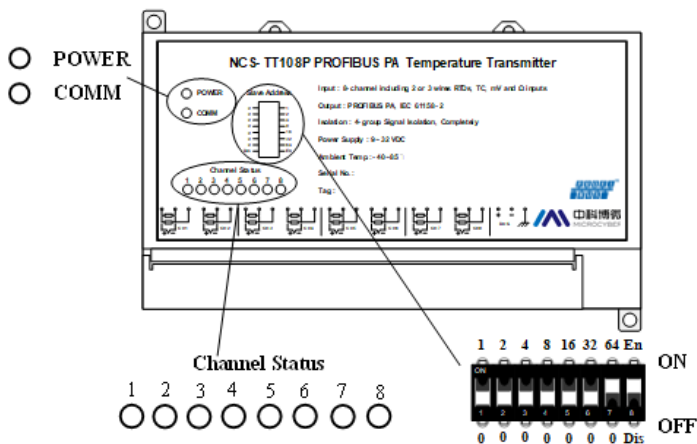 NCS-TT108P PROFIBUS PA Temperature Transmitter
POWER
COMM
POWER
COMM
Slave Address
Input : 8-channel including 2 or 3 wires RTDs, TC, mV and Ω inputs
Output : PROFIBUS PA, IEC 61158-2
Isolation : 4-group Signal Isolation, Completely
Power Supply : 9~32 VDC
Ambient Temp : -40~85
Serial No. :
Tag :
Channel Status
1 2 3 4 5 6 7 8
中科博微
MICROCYBER
Channel Status
1 2 3 4 5 6 7 8
1 2 4 8 16 32 64 En
ON
ON
1 2 3 4 5 6 7 8
OFF
0 0 0 0 0 0 0 Dis